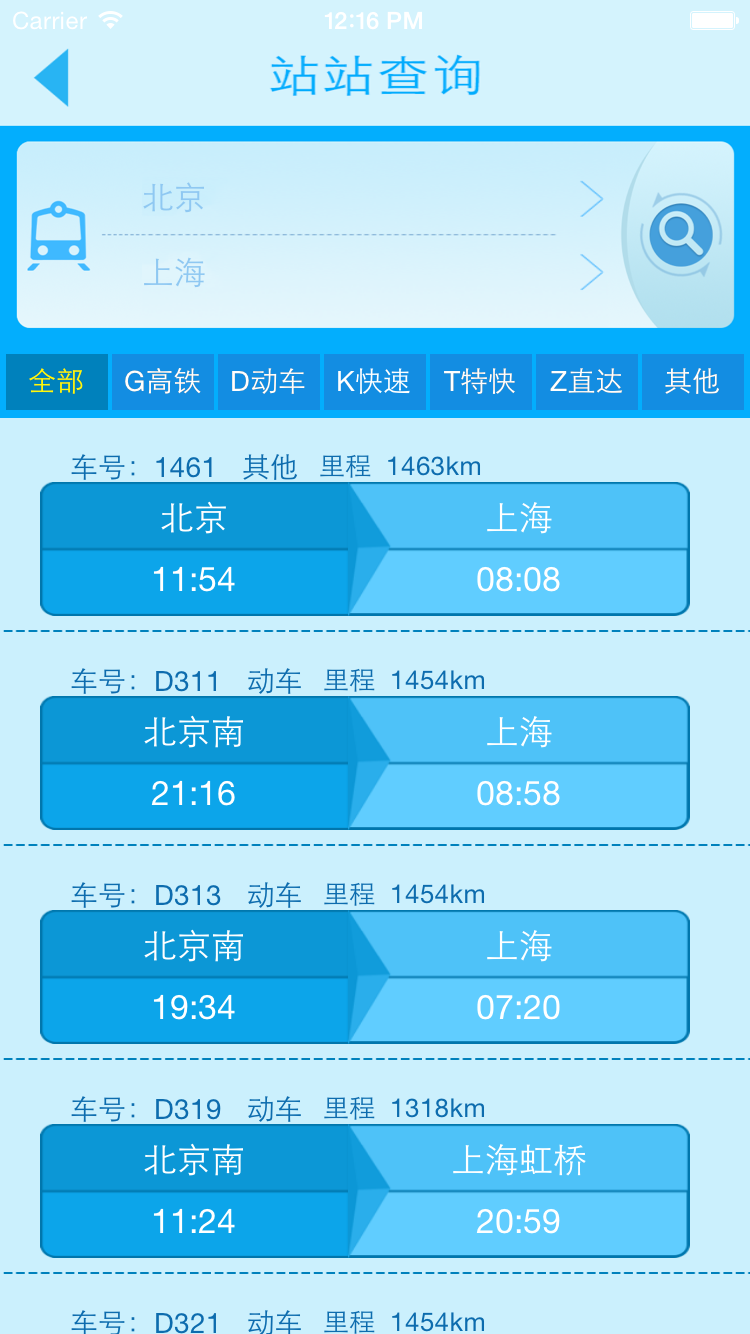 Carrier 12:16 PM
站站查询
北京
上海
全部 G高铁 D动车 K快速 T特快 Z直达 其他
车号：1461 其他 里程 1463km
北京 上海
11:54 08:08
车号：D311 动车 里程 1454km
北京南 上海
21:16 08:58
车号：D313 动车 里程 1454km
北京南 上海
19:34 07:20
车号：D319 动车 里程 1318km
北京南 上海虹桥
11:24 20:59
车号：D321 动车 里程 1454km